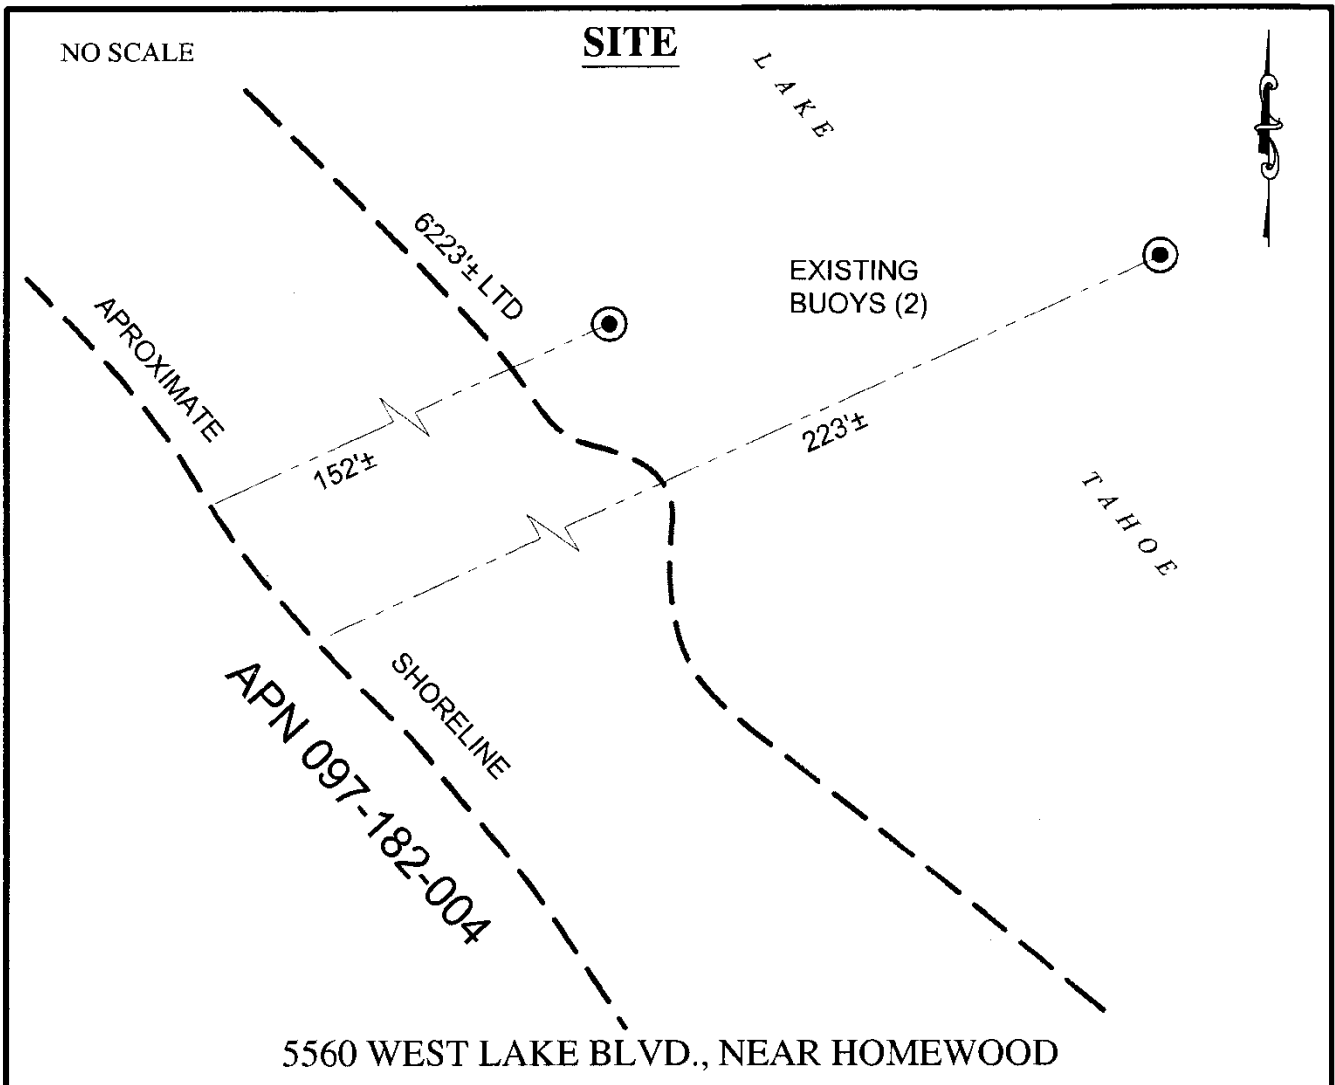 NO SCALE
SITE
LAKE
6223'± LTD
EXISTING
BUOYS (2)
APROXIMATE
152'±
223'±
TAHOE
SHORELINE
APN 097-182-004
5560 WEST LAKE BLVD., NEAR HOMEWOOD